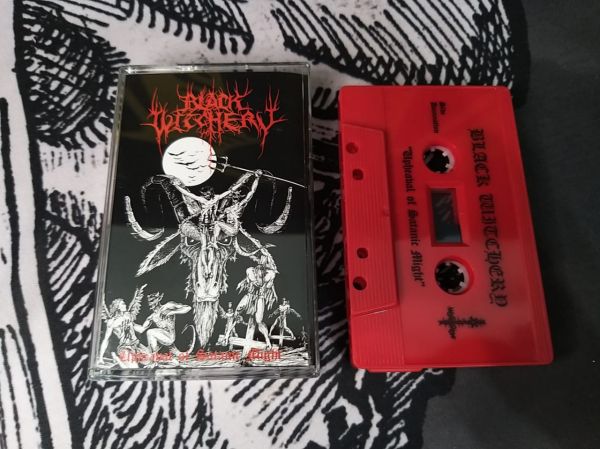 BLACK
WITCHERY
Upheaval of Satanic Might
BLACK WITCHERY
"Upheaval of Satanic Might"